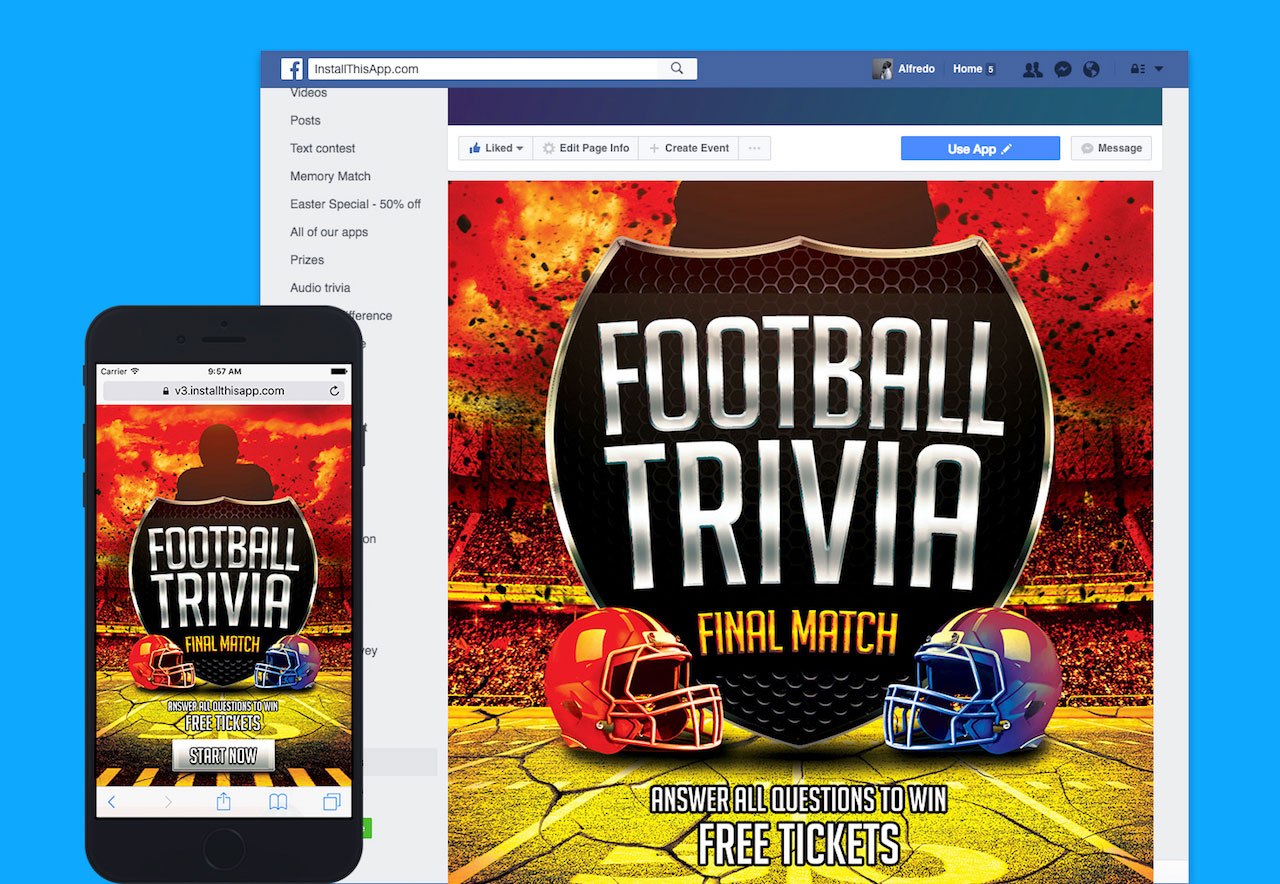 InstallThisApp.com
Alfredo
Home 5
Videos
Posts
Text contest
Memory Match
Easter Special - 50% off
All of our apps
Prizes
Audio trivia
Liked
Edit Page Info
Create Event
Use App
Message
FOOTBALL
TRIVIA
FINAL MATCH
ANSWER ALL QUESTIONS TO WIN
FREE TICKETS
Carrier
9:57 AM
v3.installthisapp.com
FOOTBALL
TRIVIA
FINAL MATCH
ANSWER ALL QUESTIONS TO WIN
FREE TICKETS
START NOW